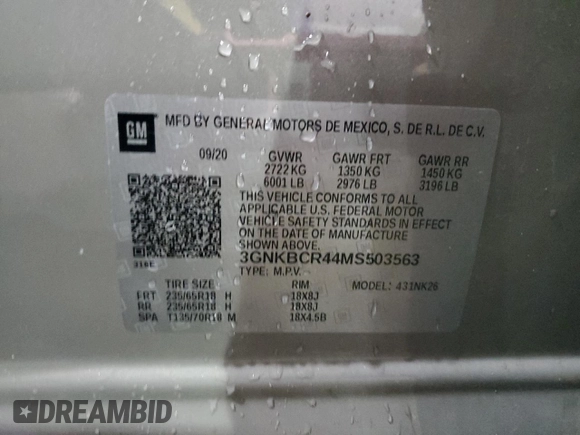 GM
MFD BY GENERAL MOTORS DE MEXICO, S. DE R.L. DE C.V.
09/20 GVWR GAWR FRT GAWR RR
2722 KG 1350 KG 1450 KG
6001 LB 2976 LB 3196 LB
THIS VEHICLE CONFORMS TO ALL
APPLICABLE U.S. FEDERAL MOTOR
VEHICLE SAFETY STANDARDS IN EFFECT
ON THE DATE OF MANUFACTURE
SHOWN ABOVE.
3GNKBCR44MS503563
316E TYPE: M.P.V. MODEL: 431NK26
TIRE SIZE RIM
FRT 235/65R18 H 18X8J
RR 235/65R18 H 18X8J
SPA T135/70R18 M 18X4.5B
DREAMBID